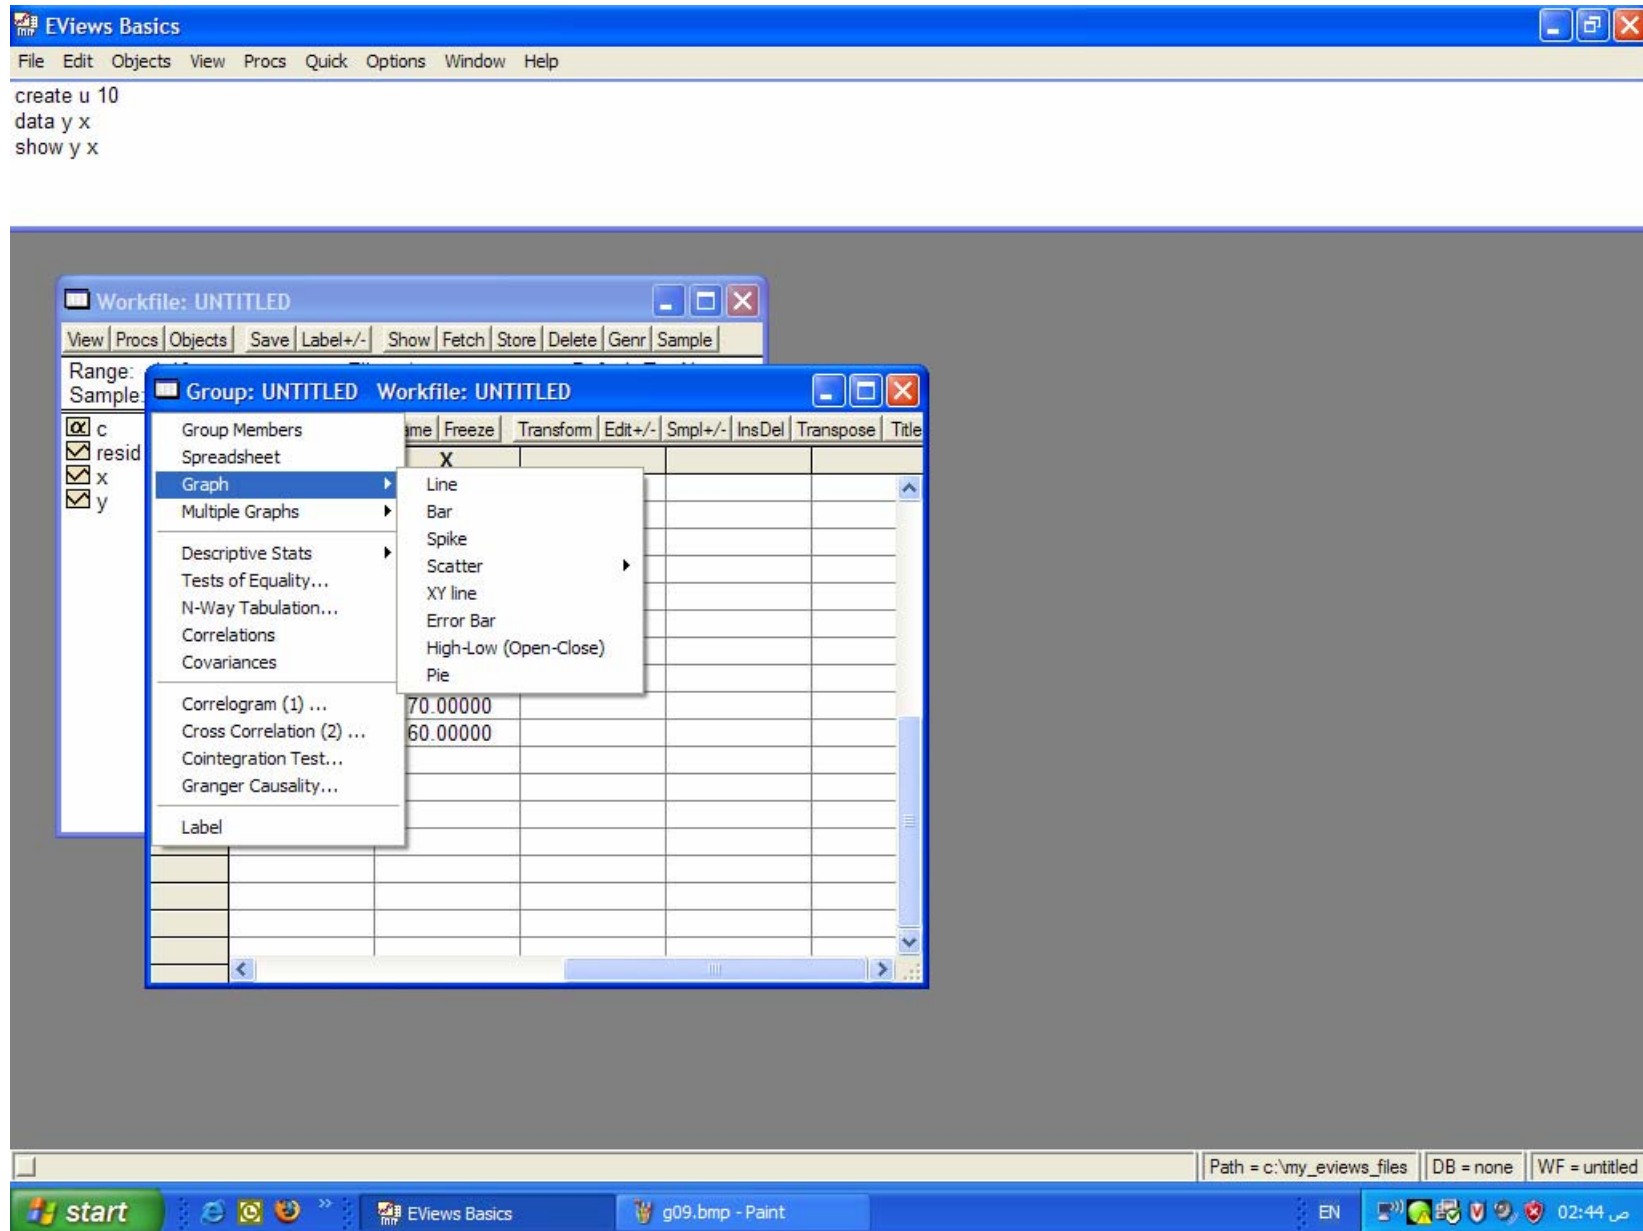 EViews Basics
File Edit Objects View Procs Quick Options Window Help
create u 10
data y x
show y x
Workfile: UNTITLED
View Procs Objects Save Label+/- Show Fetch Store Delete Genr Sample
Range:
Sample:
c
resid
x
y
Group: UNTITLED Workfile: UNTITLED
Freeze Transform Edit+/- Smpl+/- InsDel Transpose Title
X
Group Members
Spreadsheet
Graph
Multiple Graphs
Descriptive Stats
Tests of Equality...
N-Way Tabulation...
Correlations
Covariances
Correlogram (1) ...
Cross Correlation (2) ...
Cointegration Test...
Granger Causality...
Label
Line
Bar
Spike
Scatter
XY line
Error Bar
High-Low (Open-Close)
Pie
70.00000
60.00000
Path = c:\my_eviews_files DB = none WF = untitled
start EViews Basics g09.bmp - Paint EN 02:44 ص